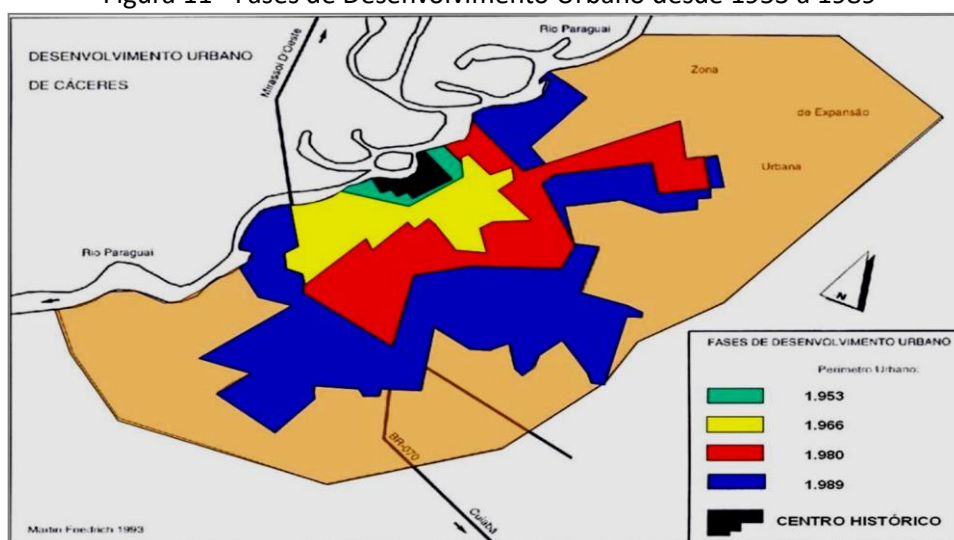 Figura 11 - Fases de Desenvolvimento Urbano desde 1953 a 1989
DESENVOLVIMENTO URBANO
DE CÁCERES
Mirassol D'Oeste
Rio Paraguai
Zona
de Expansão
Urbana
Rio Paraguai
N
BR-070
Cuiabá
Martin Friedrich 1993
FASES DE DESENVOLVIMENTO URBANO
Perímetro Urbano:
1.953
1.966
1.980
1.989
CENTRO HISTÓRICO